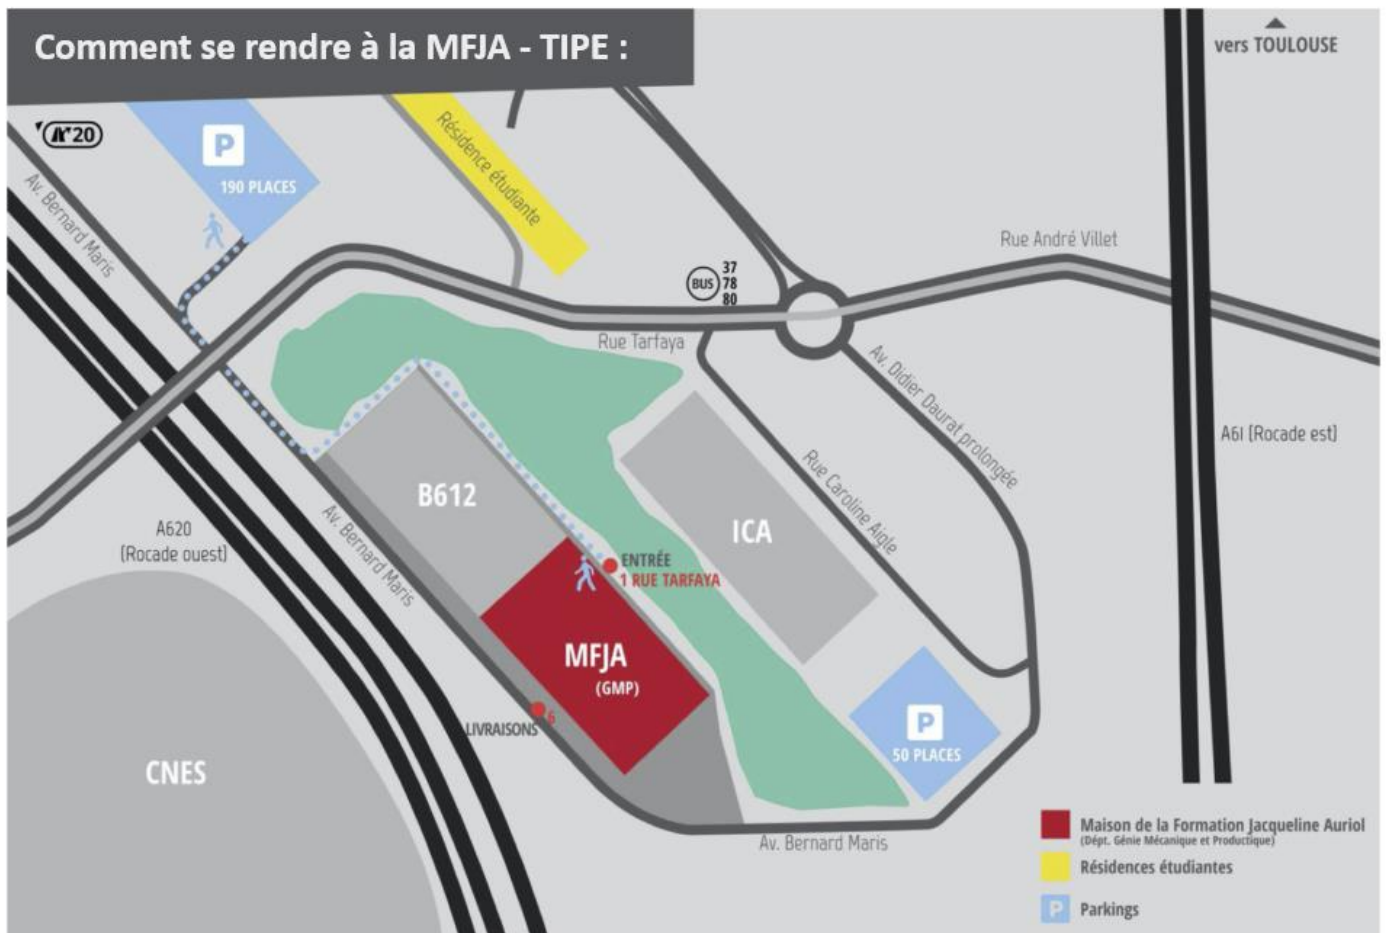 Comment se rendre à la MFJA - TIPE :
vers TOULOUSE
20
P
190 PLACES
Résidence étudiante
Av. Bernard Maris
Rue André Villet
BUS
37
78
80
Rue Tarfaya
Av. Didier Daurat prolongée
A61 (Rocade est)
Rue Caroline Aigle
B612
ICA
A620
(Rocade ouest)
Av. Bernard Maris
ENTRÉE
1 RUE TARFAYA
MFJA
(GMP)
LIVRAISONS
6
P
50 PLACES
CNES
Av. Bernard Maris
Maison de la Formation Jacqueline Auriol
(Dépt. Génie Mécanique et Productique)
Résidences étudiantes
P
Parkings